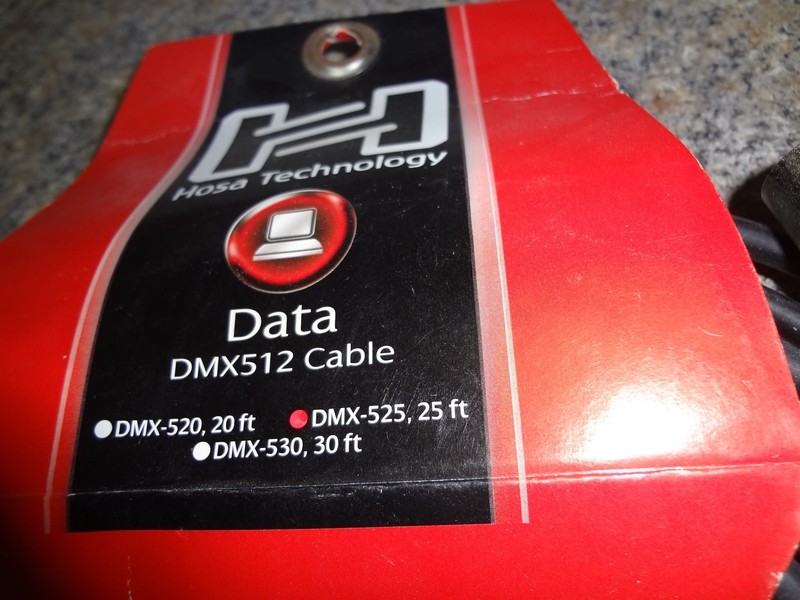 Hosa Technology
Data
DMX512 Cable
DMX-520, 20 ft DMX-525, 25 ft
DMX-530, 30 ft